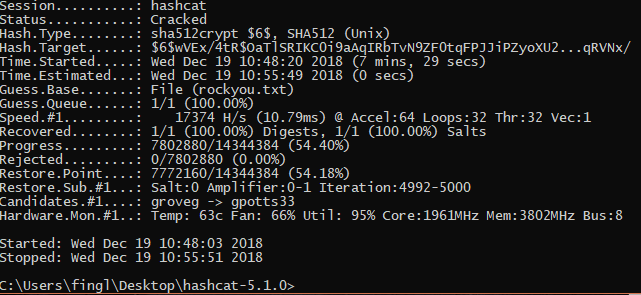 Session..........: hashcat
Status...........: Cracked
Hash.Type........: sha512crypt $6$, SHA512 (Unix)
Hash.Target......: $6$wVEx/4tR$OaTlSRIKC0i9aAqIRbTvN9ZF0tqFPJJiPZyoXU2...qRVNx/
Time.Started.....: Wed Dec 19 10:48:20 2018 (7 mins, 29 secs)
Time.Estimated...: Wed Dec 19 10:55:49 2018 (0 secs)
Guess.Base.......: File (rockyou.txt)
Guess.Queue......: 1/1 (100.00%)
Speed.#1.........:    17374 H/s (10.79ms) @ Accel:64 Loops:32 Thr:32 Vec:1
Recovered........: 1/1 (100.00%) Digests, 1/1 (100.00%) Salts
Progress.........: 7802880/14344384 (54.40%)
Rejected.........: 0/7802880 (0.00%)
Restore.Point....: 7772160/14344384 (54.18%)
Restore.Sub.#1...: Salt:0 Amplifier:0-1 Iteration:4992-5000
Candidates.#1....: groveg -> gpotts33
Hardware.Mon.#1..: Temp: 63c Fan: 66% Util: 95% Core:1961MHz Mem:3802MHz Bus:8
Started: Wed Dec 19 10:48:03 2018
Stopped: Wed Dec 19 10:55:51 2018
C:\Users\fingl\Desktop\hashcat-5.1.0>